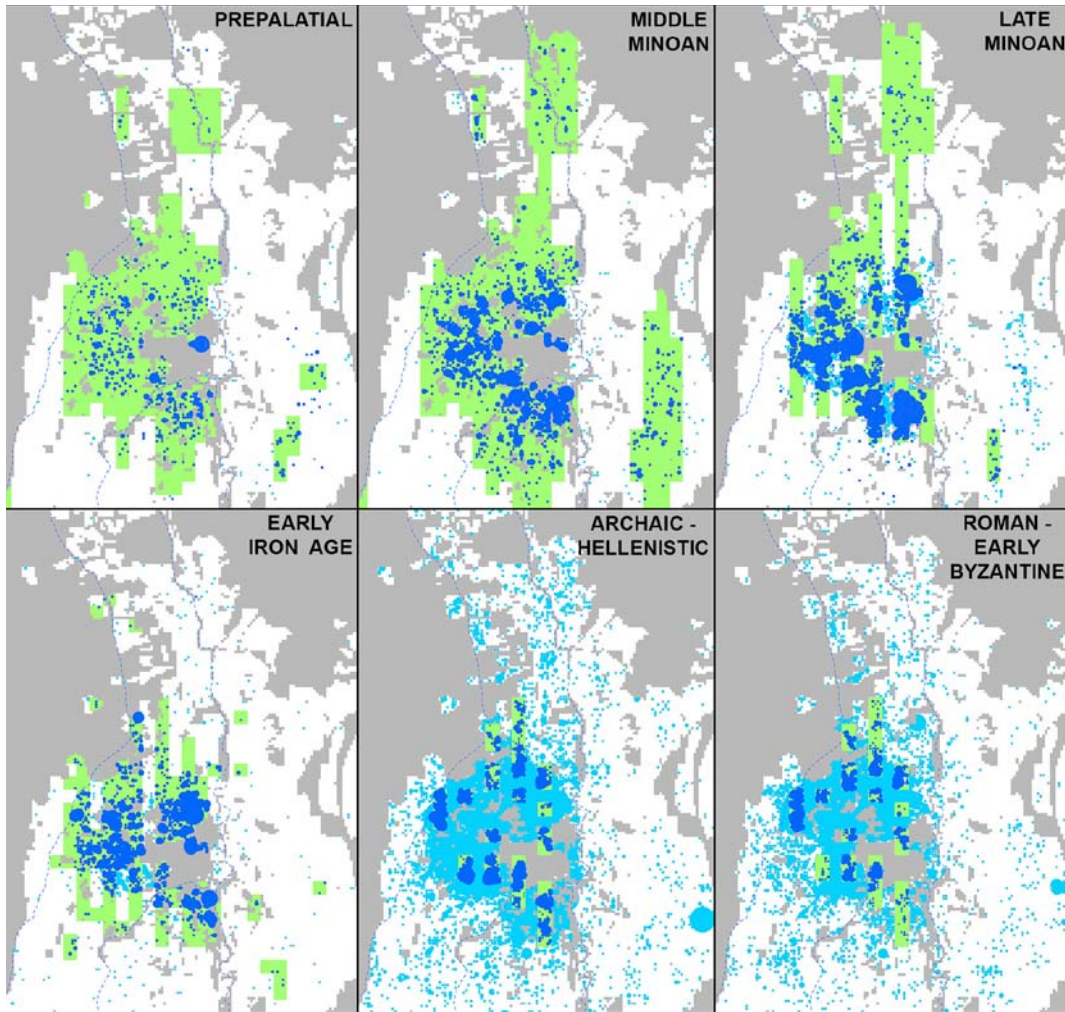 PREPALATIAL
MIDDLE
MINOAN
LATE
MINOAN
EARLY
IRON AGE
ARCHAIC -
HELLENISTIC
ROMAN -
EARLY
BYZANTINE